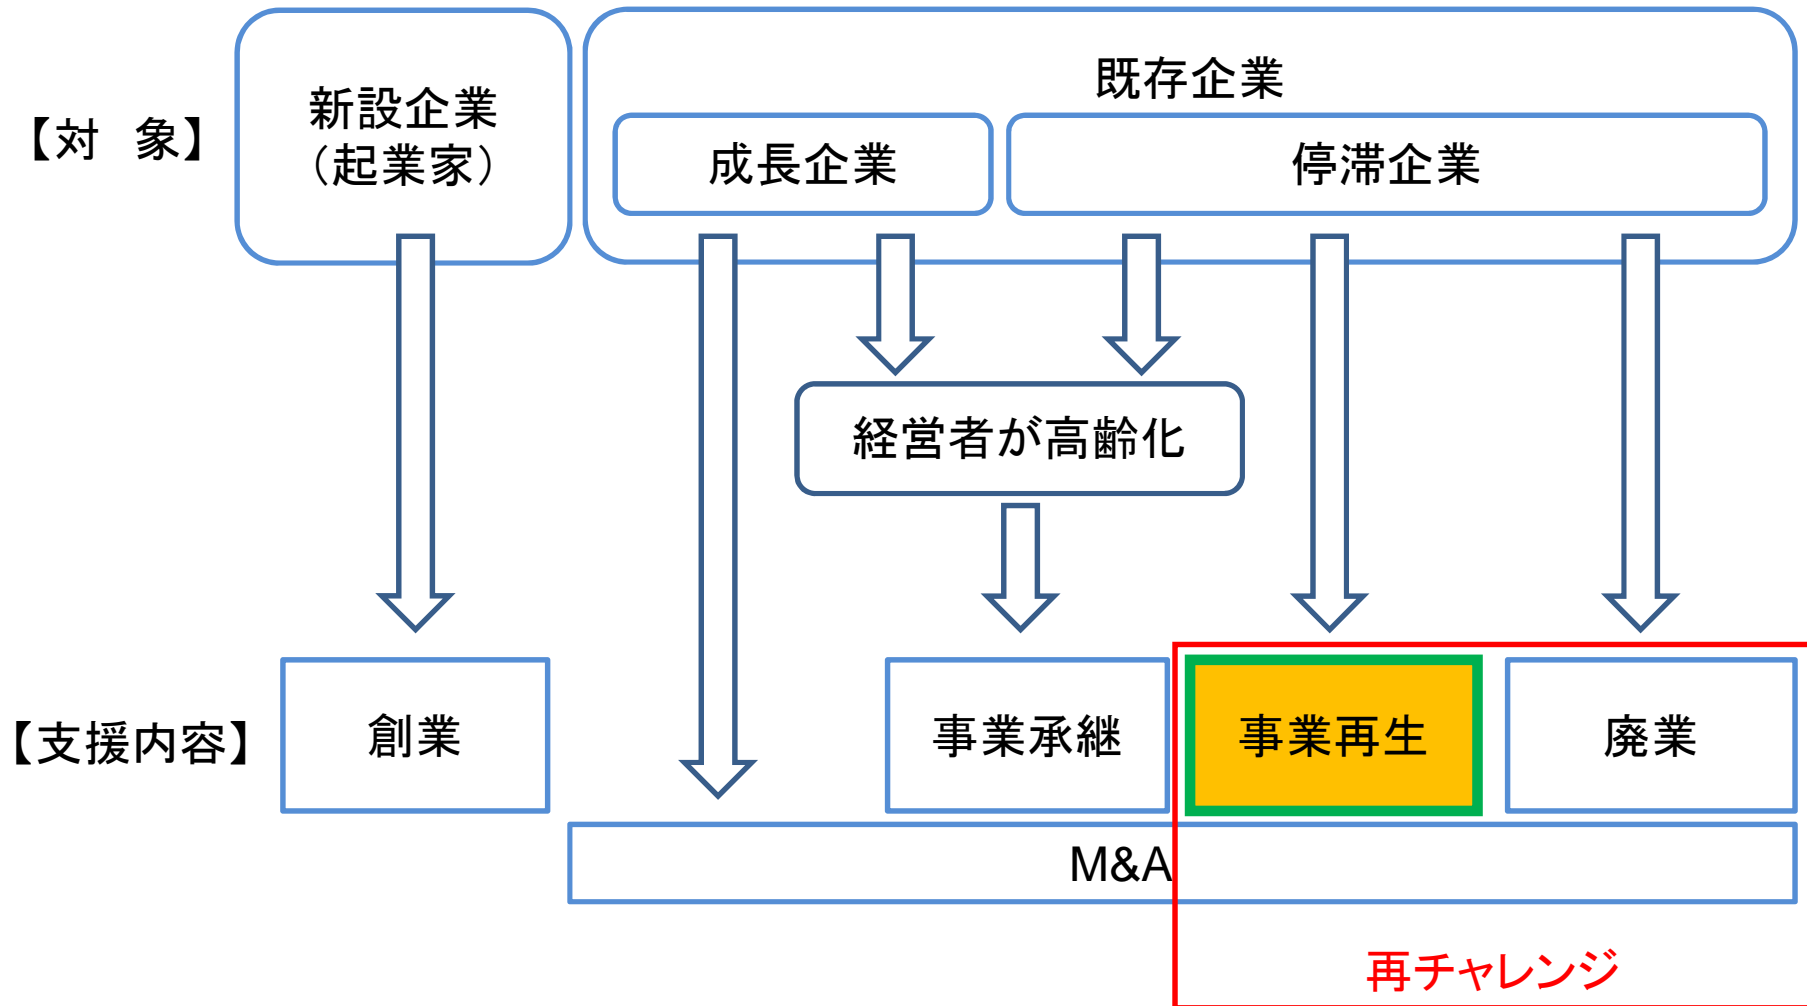 【対　象】
新設企業
（起業家）
既存企業
成長企業
停滞企業
経営者が高齢化
【支援内容】
創業
事業承継
事業再生
廃業
M&A
再チャレンジ